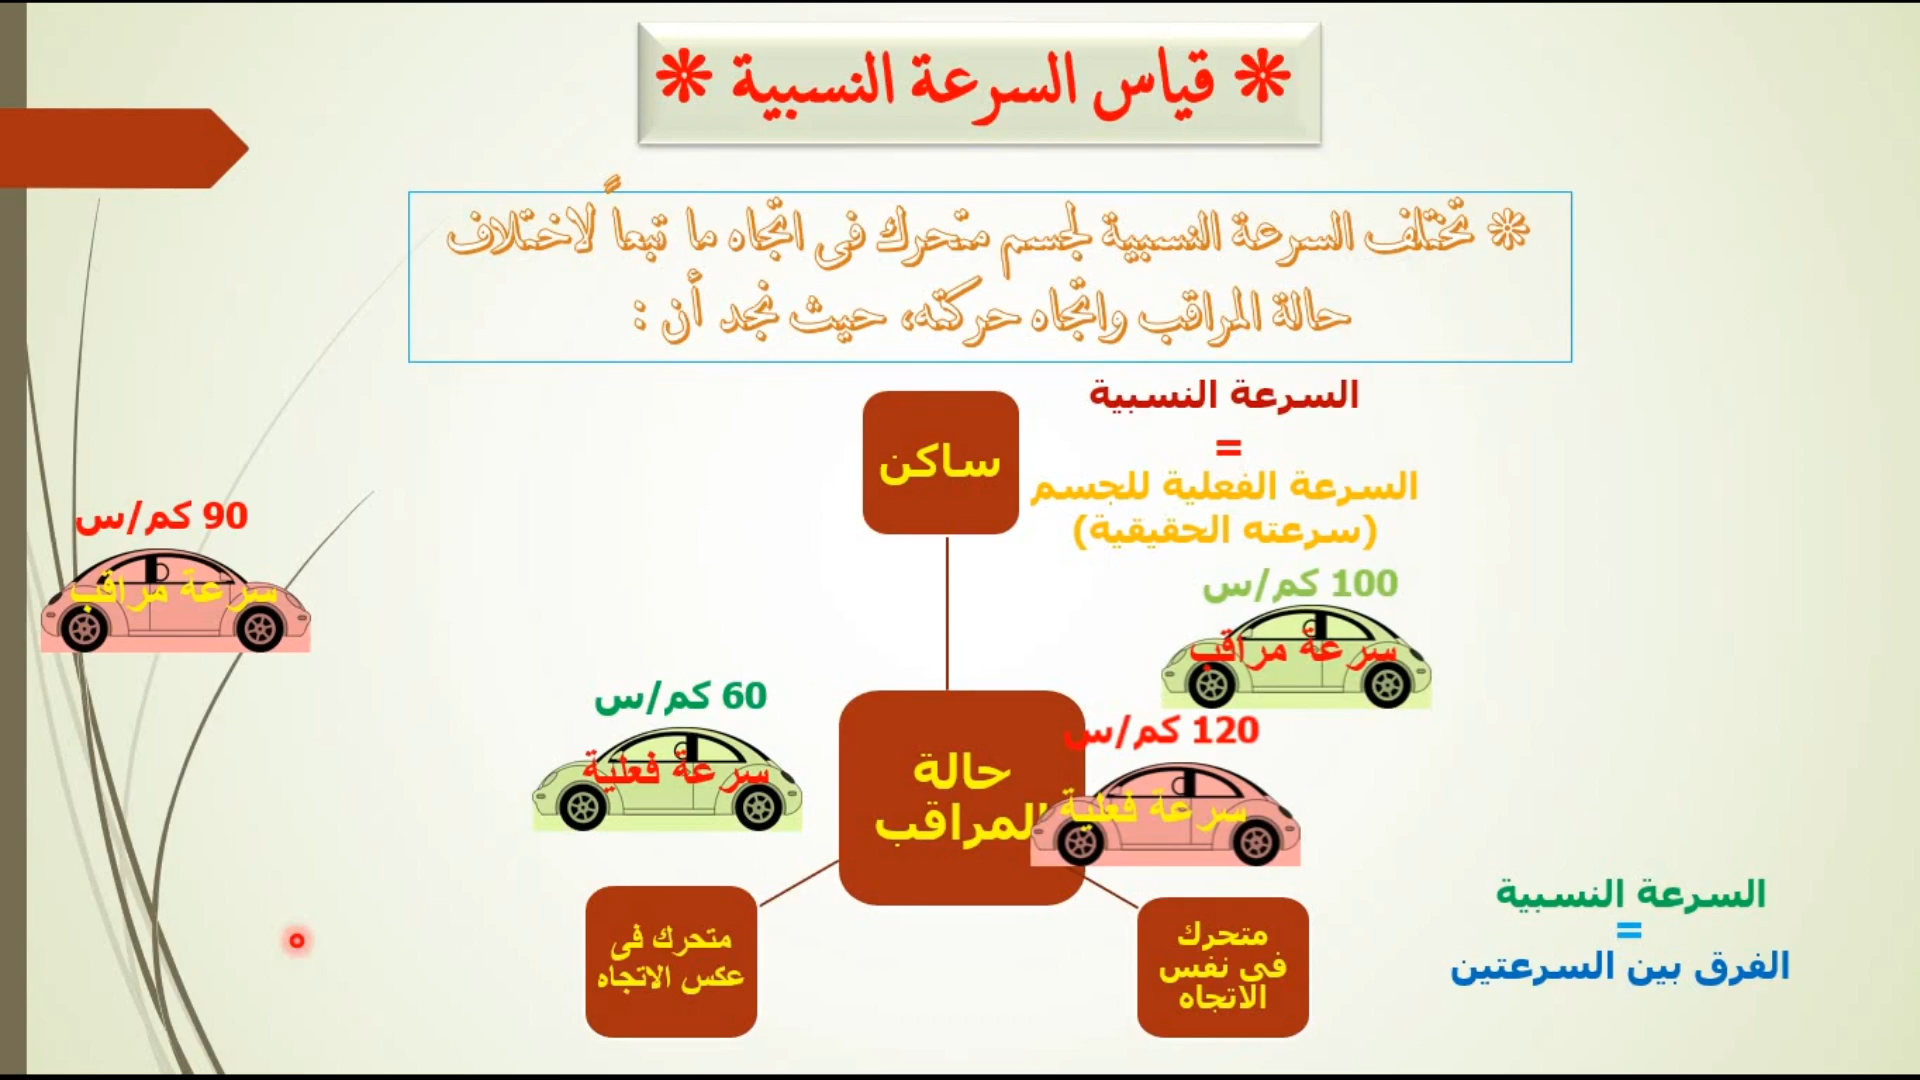 ❋ قياس السرعة النسبية ❋
❋ تختلف السرعة النسبية لجسم متحرك فى اتجاه ما تبعاً لاختلاف
حالة المراقب واتجاه حركته، حيث نجد أن :
ساكن
السرعة النسبية
=
السرعة الفعلية للجسم
(سرعته الحقيقية)
90 كم/س
سرعة مراقب
100 كم/س
سرعة مراقب
60 كم/س
سرعة فعلية
حالة
المراقب
120 كم/س
سرعة فعلية
متحرك
فى نفس
الاتجاه
السرعة النسبية
=
الفرق بين السرعتين
متحرك فى
عكس الاتجاه